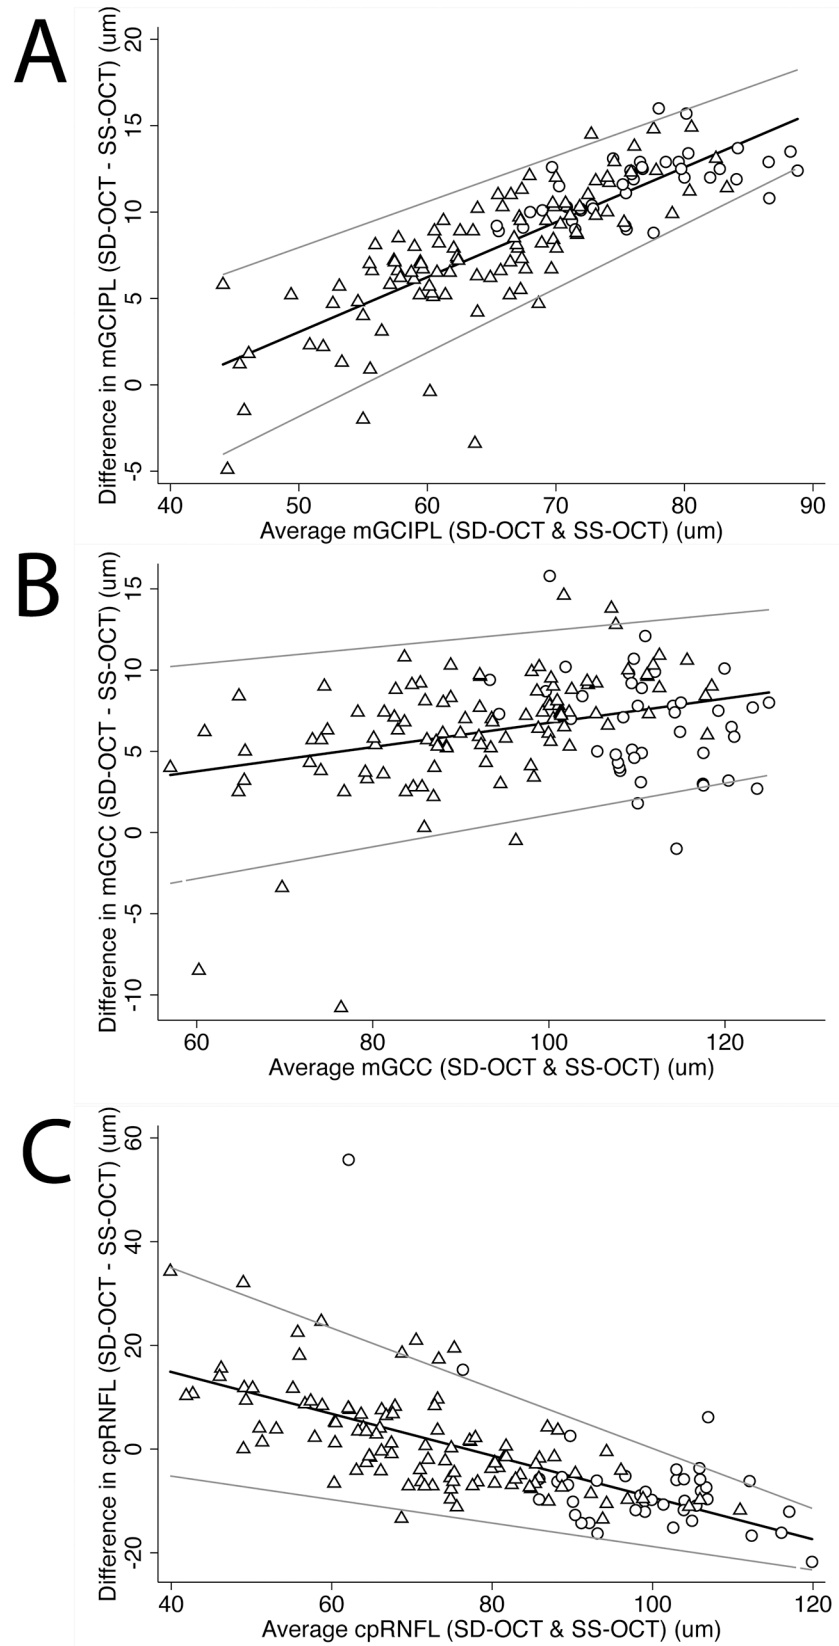 A
Difference in mGCIPL (SD-OCT - SS-OCT) (um)
20
15
10
5
0
-5
40 50 60 70 80 90
Average mGCIPL (SD-OCT & SS-OCT) (um)
B
Difference in mGCC (SD-OCT - SS-OCT) (um)
15
10
5
0
-5
-10
60 80 100 120
Average mGCC (SD-OCT & SS-OCT) (um)
C
Difference in cpRNFL (SD-OCT - SS-OCT) (um)
60
40
20
0
-20
40 60 80 100 120
Average cpRNFL (SD-OCT & SS-OCT) (um)